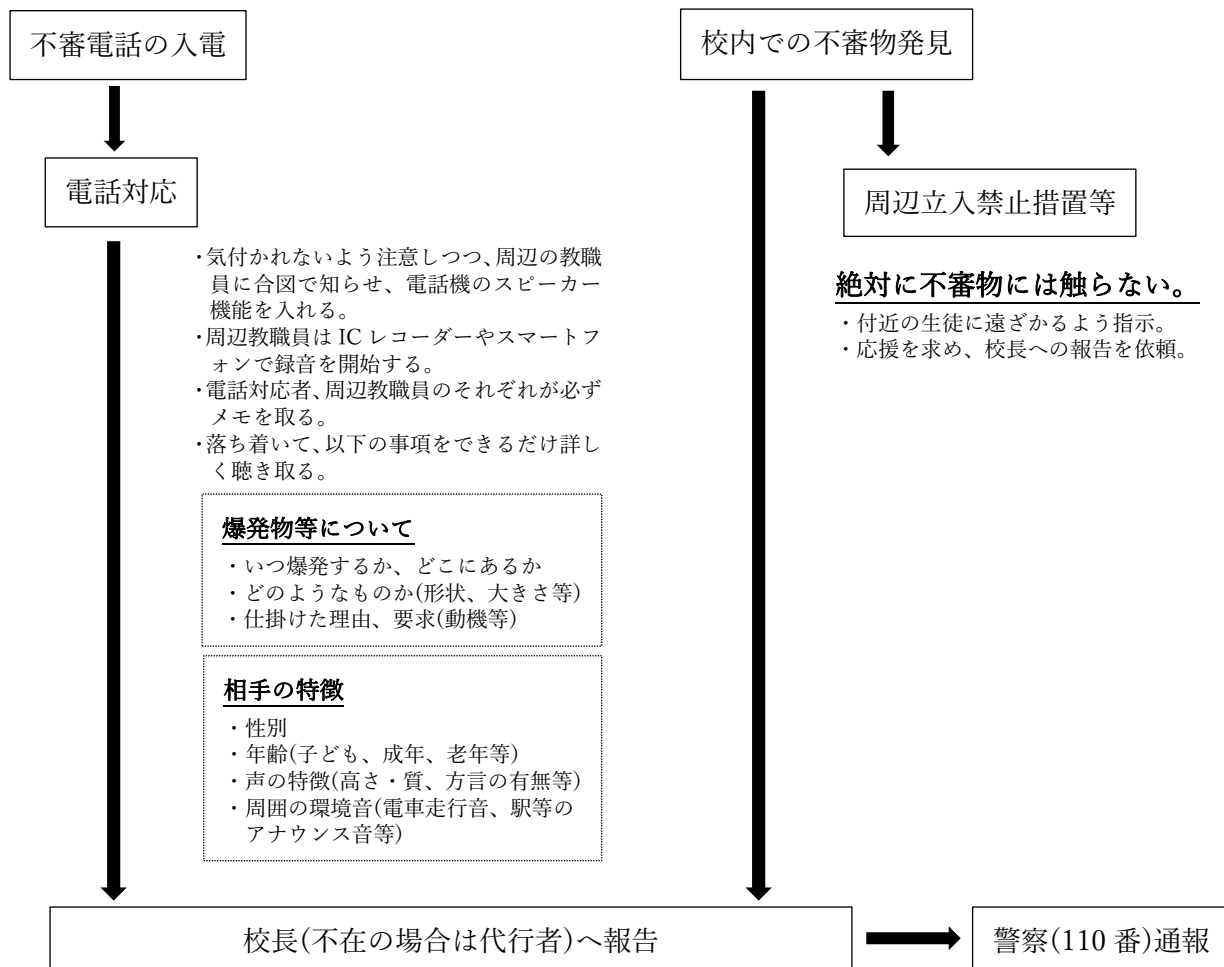 不審電話の入電
電話対応
・気付かれないよう注意しつつ、周辺の教職
員に合図で知らせ、電話機のスピーカー
機能を入れる。
・周辺教職員は IC レコーダーやスマートフ
ォンで録音を開始する。
・電話対応者、周辺教職員のそれぞれが必ず
メモを取る。
・落ち着いて、以下の事項をできるだけ詳し
く聴き取る。
爆発物等について
・いつ爆発するか、どこにあるか
・どのようなものか(形状、大きさ等)
・仕掛けた理由、要求(動機等)
相手の特徴
・性別
・年齢(子ども、成年、老年等)
・声の特徴(高さ・質、方言の有無等)
・周囲の環境音(電車走行音、駅等の
アナウンス音等)
校内での不審物発見
周辺立入禁止措置等
絶対に不審物には触らない。
・付近の生徒に遠ざかるよう指示。
・応援を求め、校長への報告を依頼。
校長(不在の場合は代行者)へ報告
警察(110 番)通報